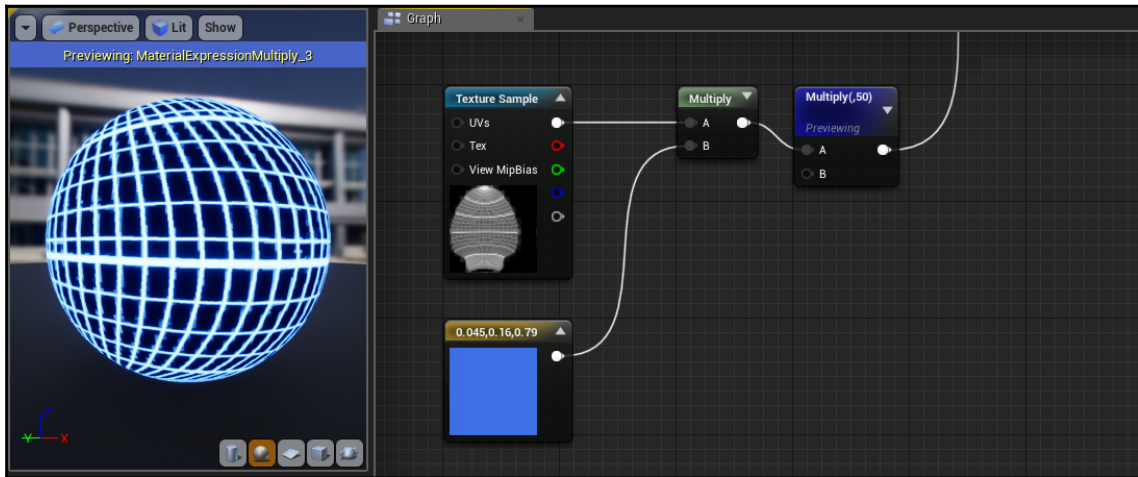 Perspective
Lit
Show
Previewing: MaterialExpressionMultiply_3
Z
Y
X
Graph
Texture Sample
UVs
Tex
View MipBias
0.045,0.16,0.79
Multiply
A
B
Multiply(,50)
Previewing
A
B